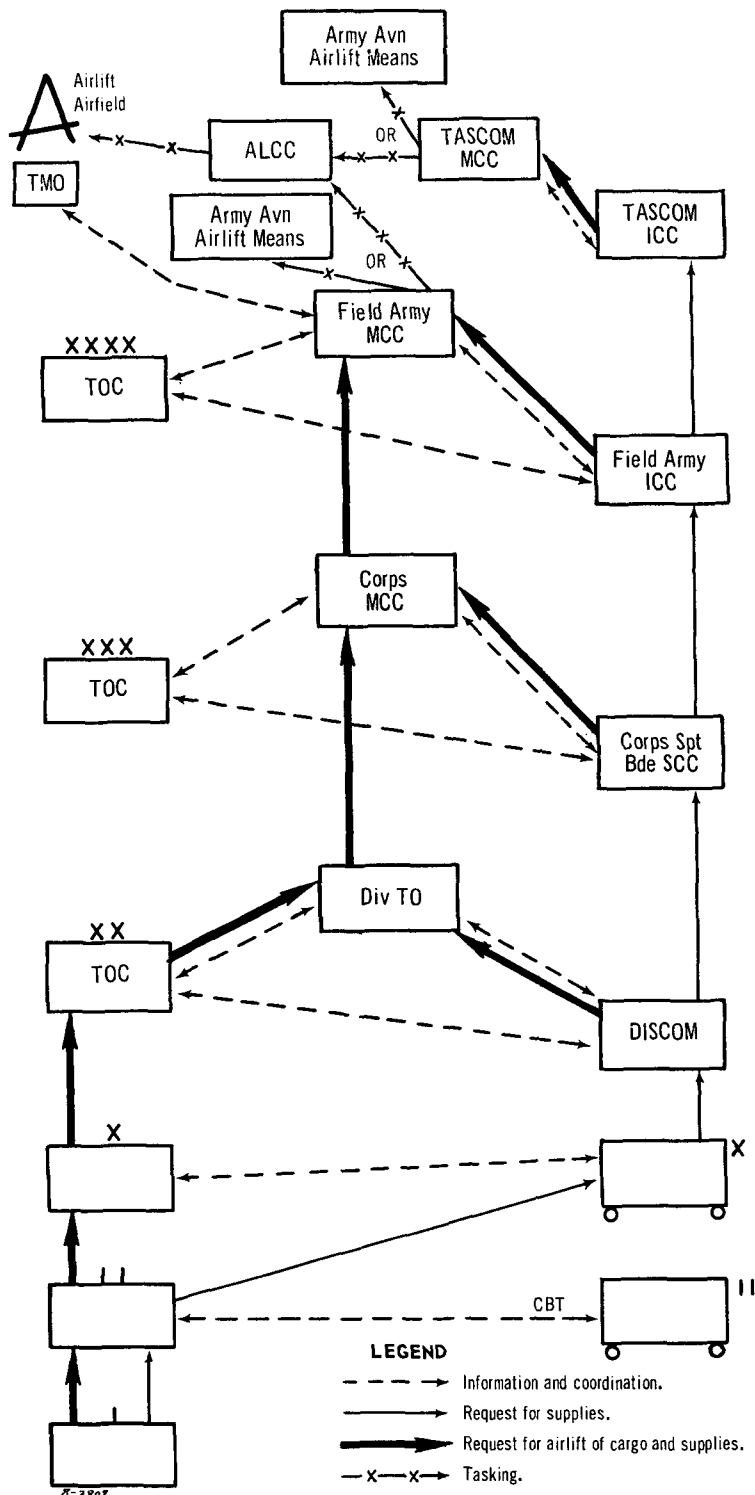 Army Avn
Airlift Means
Airlift
Airfield
OR
ALCC
TASCOM
MCC
TMO
Army Avn
Airlift Means
OR
TASCOM
ICC
Field Army
MCC
XXXX
TOC
Field Army
ICC
Corps
MCC
XXX
TOC
Corps Spt
Bde SCC
Div TO
XX
TOC
DISCOM
X
X
II
CBT
II
I
LEGEND
Information and coordination.
Request for supplies.
Request for airlift of cargo and supplies.
Tasking.